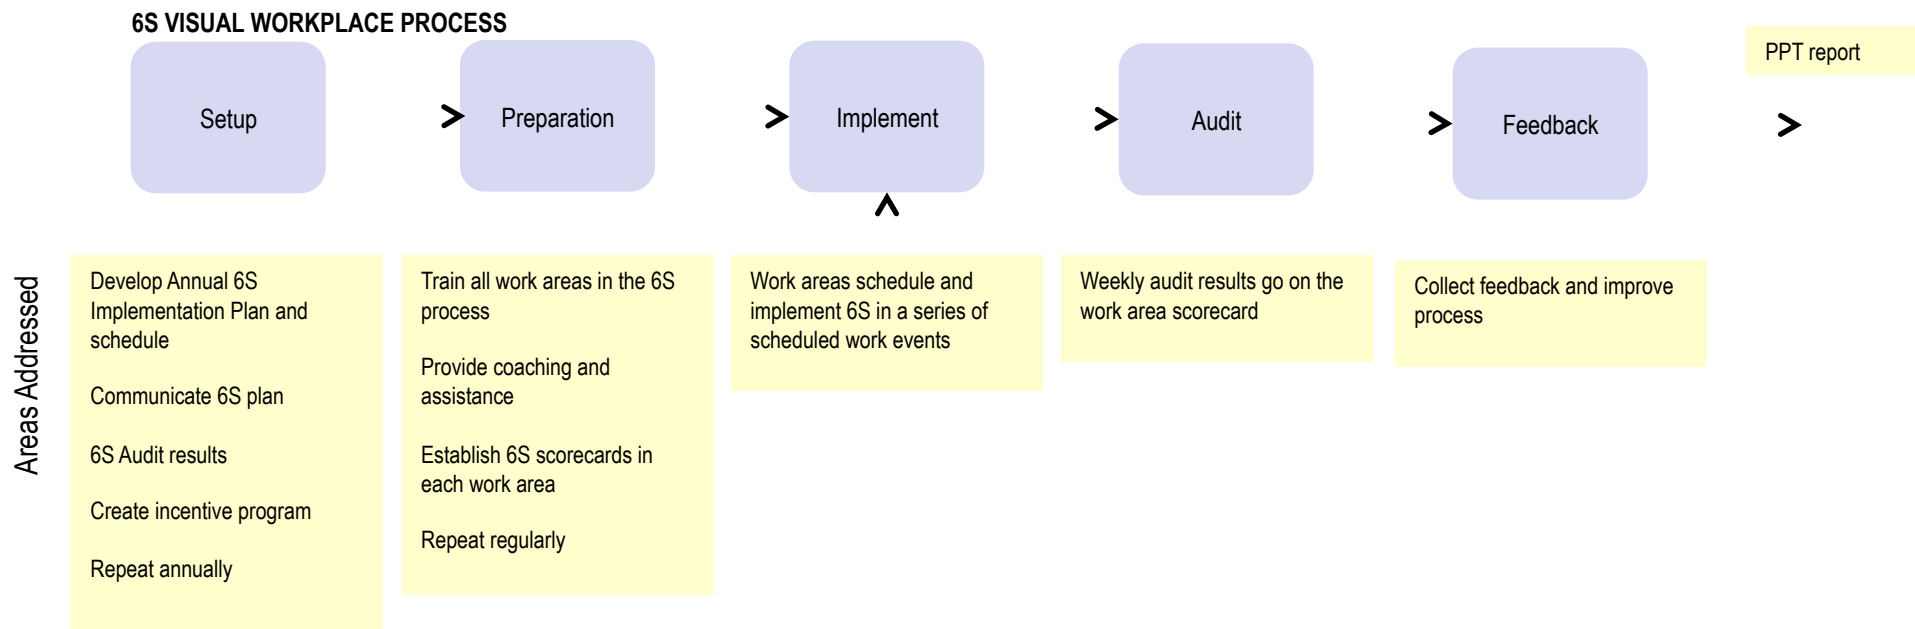 6S VISUAL WORKPLACE PROCESS
PPT report
Setup
Preparation
Implement
Audit
Feedback
Areas Addressed
Develop Annual 6S
Implementation Plan and
schedule
Communicate 6S plan
6S Audit results
Create incentive program
Repeat annually
Train all work areas in the 6S
process
Provide coaching and
assistance
Establish 6S scorecards in
each work area
Repeat regularly
Work areas schedule and
implement 6S in a series of
scheduled work events
Weekly audit results go on the
work area scorecard
Collect feedback and improve
process